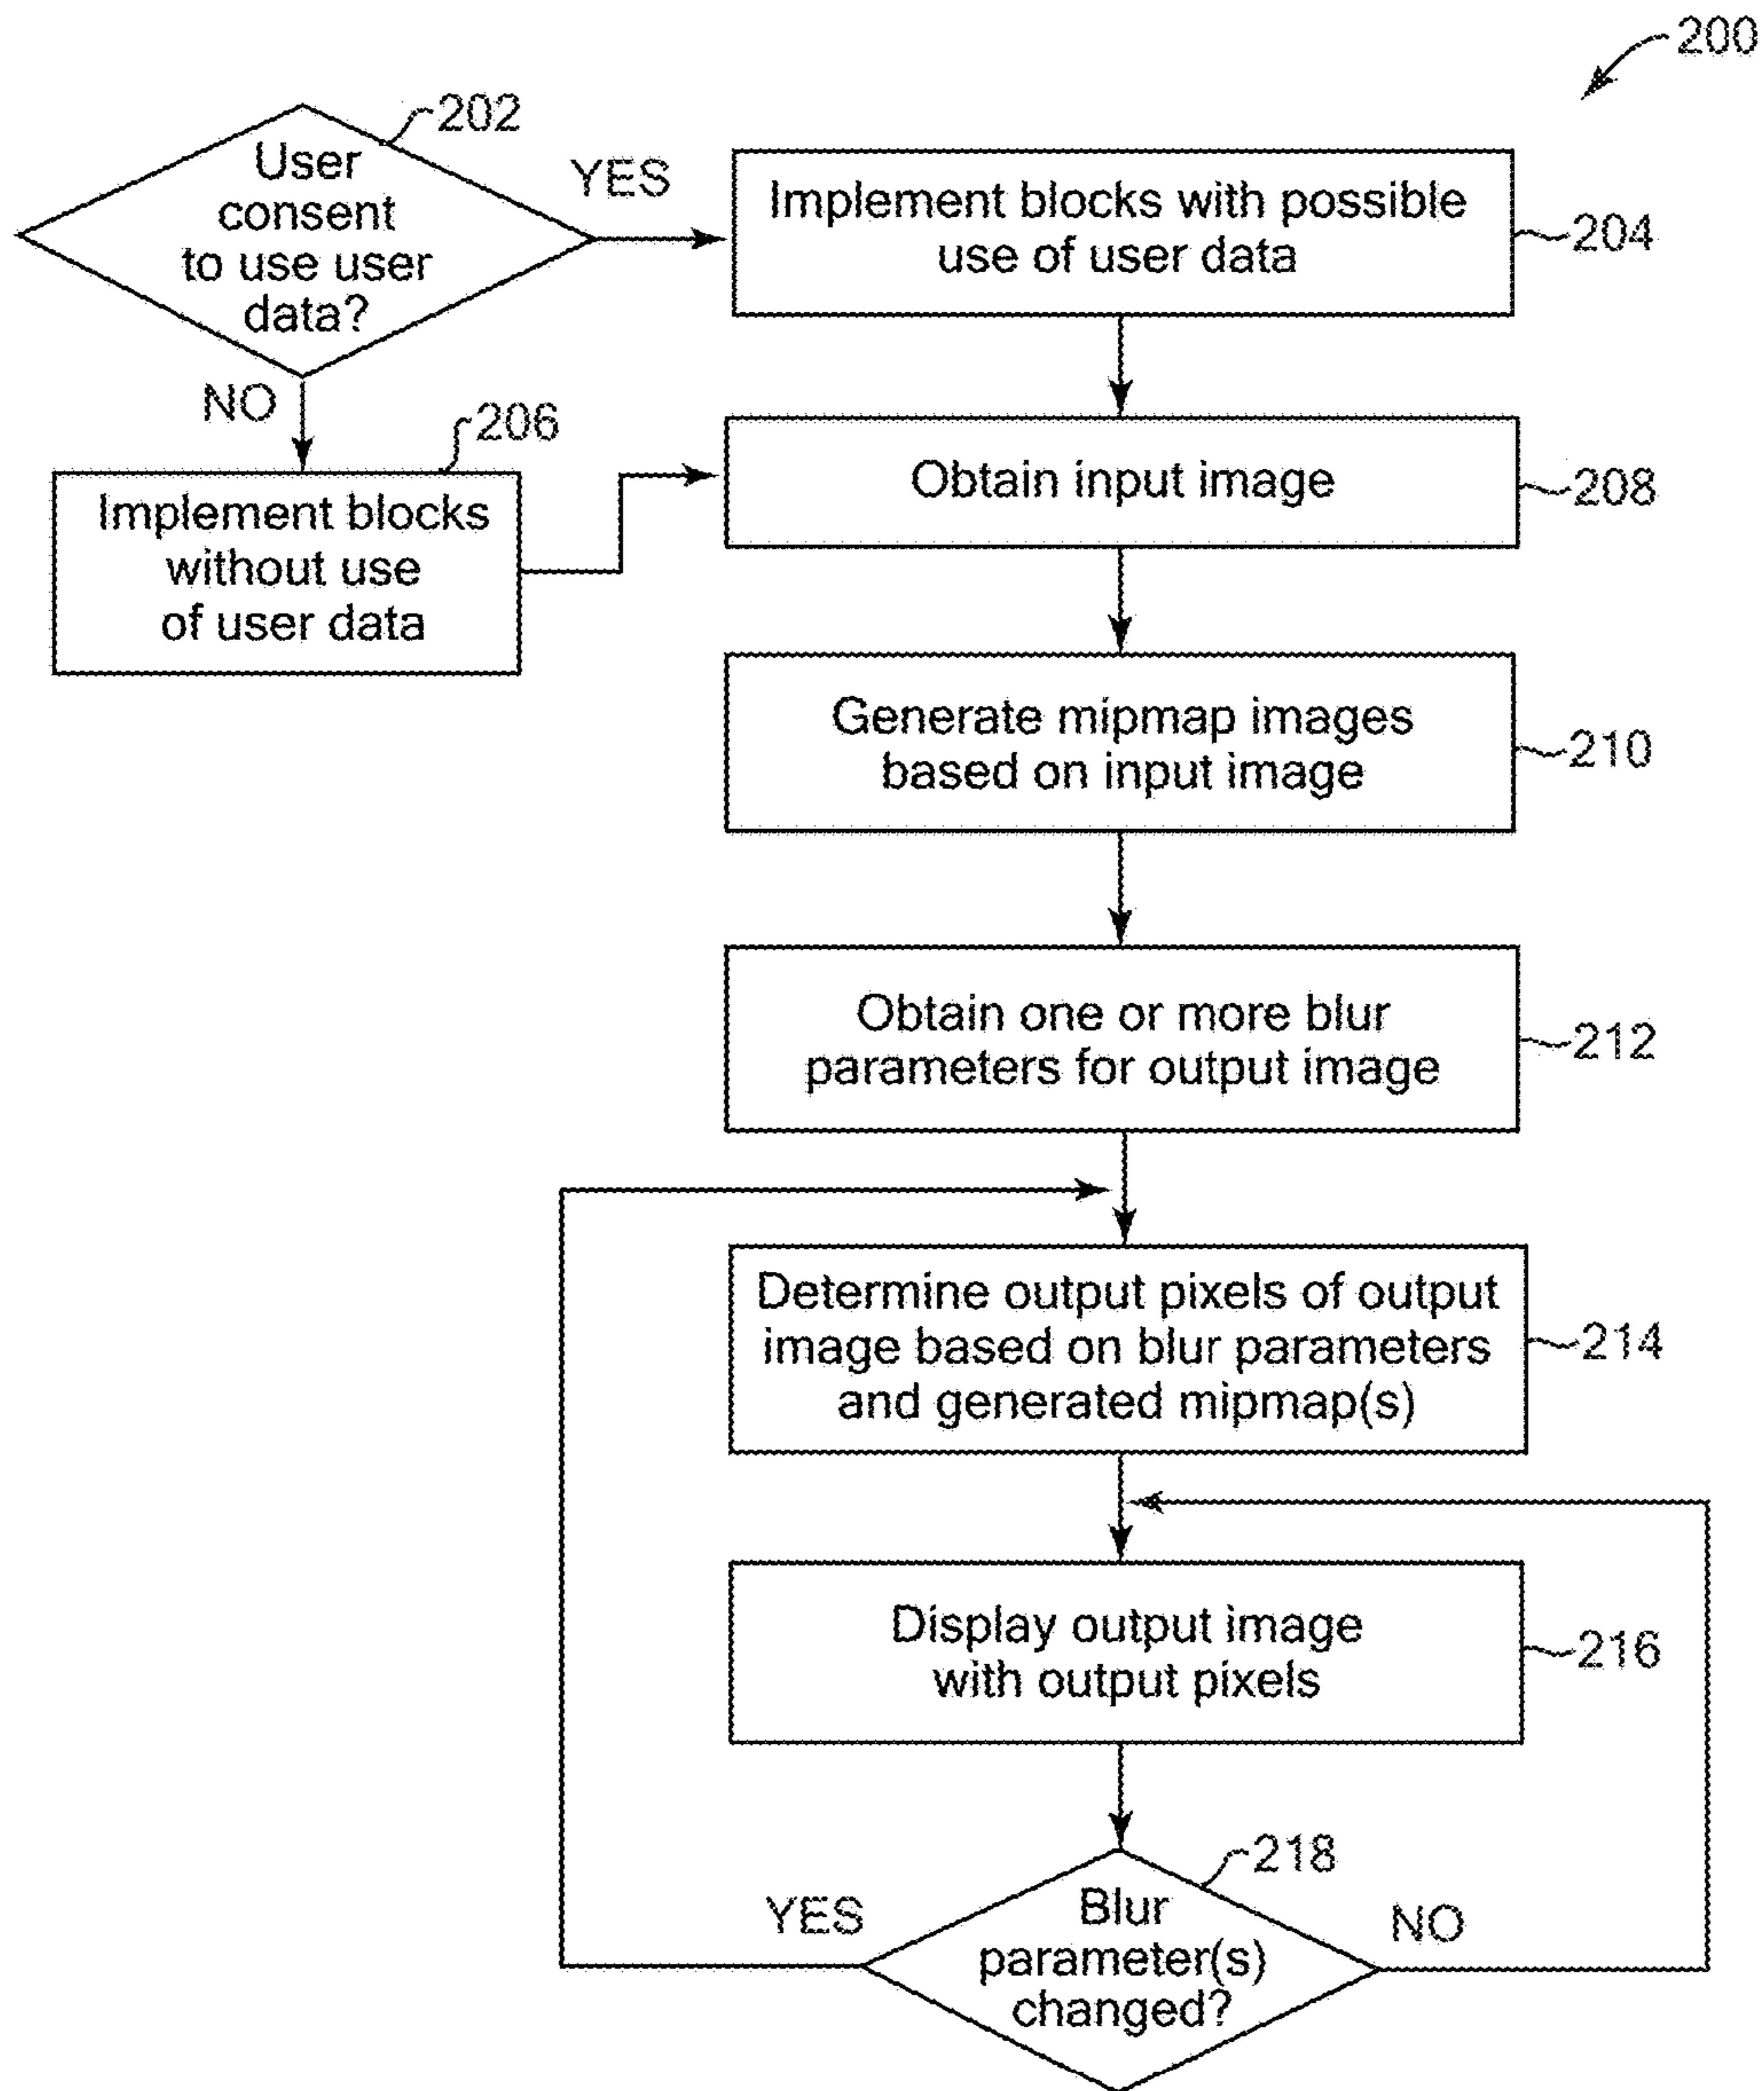 200
202
User
consent
to use user
data?
YES
Implement blocks with possible
use of user data
204
NO
206
Implement blocks
without use
of user data
Obtain input image
208
Generate mipmap images
based on input image
210
Obtain one or more blur
parameters for output image
212
Determine output pixels of output
image based on blur parameters
and generated mipmap(s)
214
Display output image
with output pixels
216
218
YES
Blur
parameter(s)
changed?
NO